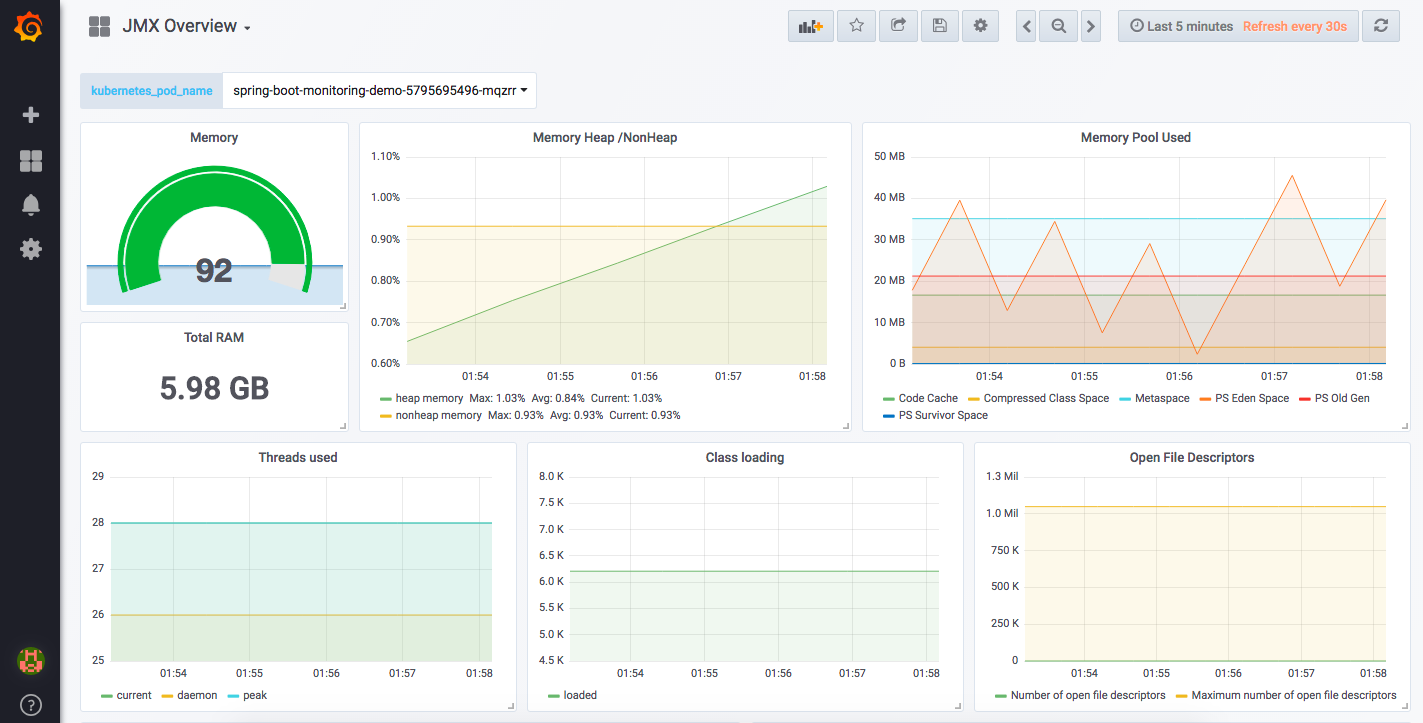 JMX Overview
Last 5 minutes Refresh every 30s
kubernetes_pod_name spring-boot-monitoring-demo-5795695496-mqzrr
Memory
92
Total RAM
5.98 GB
Memory Heap /NonHeap
1.10%
1.00%
0.90%
0.80%
0.70%
0.60%
01:54 01:55 01:56 01:57 01:58
heap memory Max: 1.03% Avg: 0.84% Current: 1.03%
nonheap memory Max: 0.93% Avg: 0.93% Current: 0.93%
Memory Pool Used
50 MB
40 MB
30 MB
20 MB
10 MB
0 B
01:54 01:55 01:56 01:57 01:58
Code Cache Compressed Class Space Metaspace PS Eden Space PS Old Gen
PS Survivor Space
Threads used
29
28
27
26
25
01:54 01:55 01:56 01:57 01:58
current daemon peak
Class loading
8.0 K
7.5 K
7.0 K
6.5 K
6.0 K
5.5 K
5.0 K
4.5 K
01:54 01:55 01:56 01:57 01:58
loaded
Open File Descriptors
1.3 Mil
1.0 Mil
750 K
500 K
250 K
0
01:54 01:55 01:56 01:57 01:58
Number of open file descriptors Maximum number of open file descriptors
?